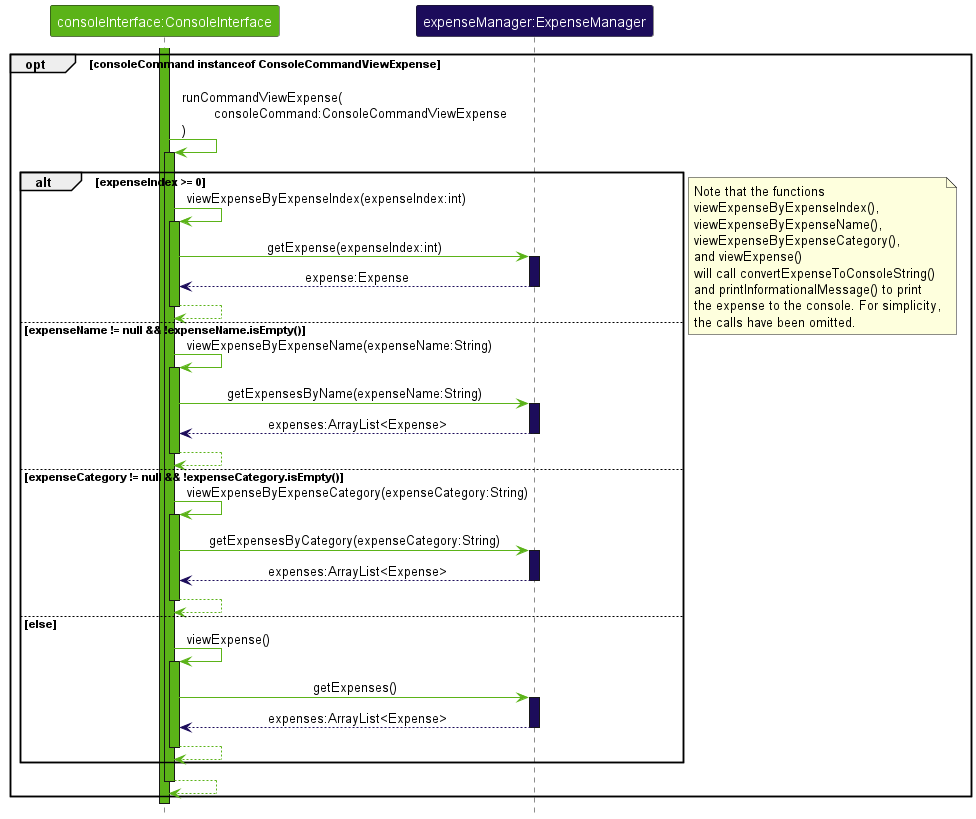 consoleInterface:ConsoleInterface
expenseManager:ExpenseManager
opt
[consoleCommand instanceof ConsoleCommandViewExpense]
runCommandViewExpense(
consoleCommand:ConsoleCommandViewExpense
)
alt
[expenseIndex >= 0]
viewExpenseByExpenseIndex(expenseIndex:int)
getExpense(expenseIndex:int)
expense:Expense
Note that the functions
viewExpenseByExpenseIndex(),
viewExpenseByExpenseName(),
viewExpenseByExpenseCategory(),
and viewExpense()
will call convertExpenseToConsoleString()
and printInformationalMessage() to print
the expense to the console. For simplicity,
the calls have been omitted.
[expenseName != null && !expenseName.isEmpty()]
viewExpenseByExpenseName(expenseName:String)
getExpensesByName(expenseName:String)
expenses:ArrayList<Expense>
[expenseCategory != null && !expenseCategory.isEmpty()]
viewExpenseByExpenseCategory(expenseCategory:String)
getExpensesByCategory(expenseCategory:String)
expenses:ArrayList<Expense>
[else]
viewExpense()
getExpenses()
expenses:ArrayList<Expense>